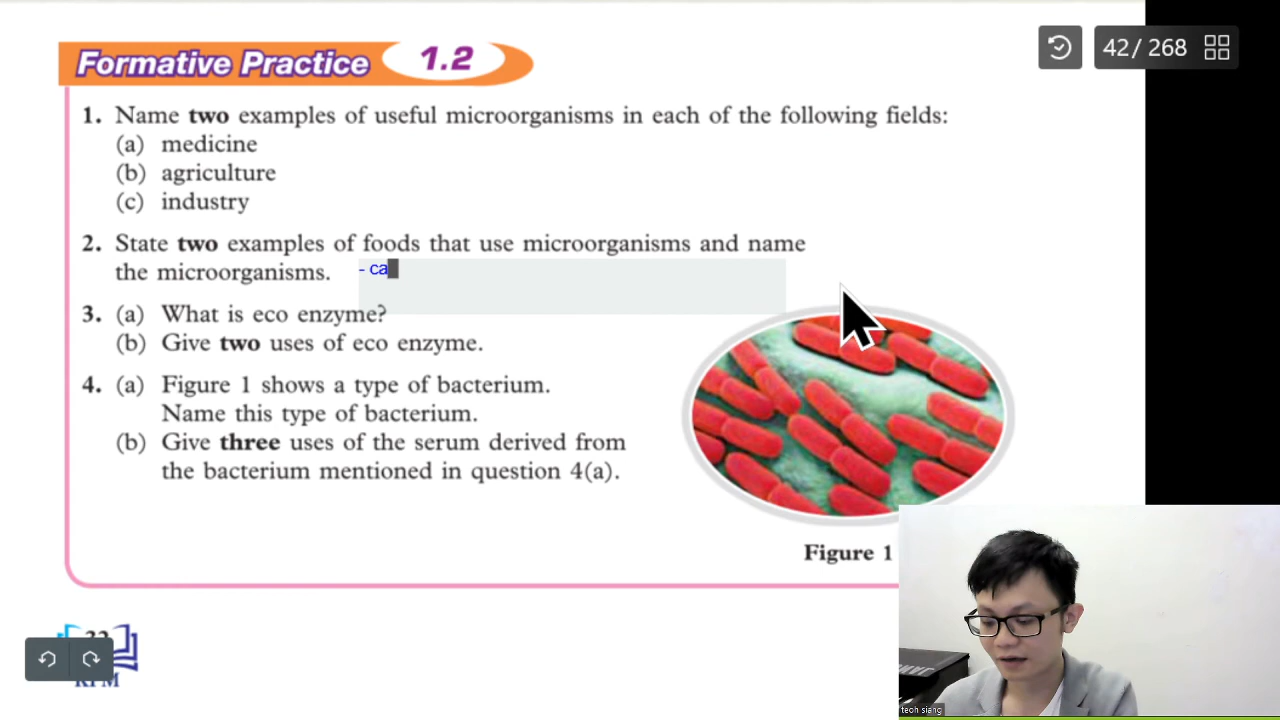 Formative Practice 1.2
42 / 268
1. Name two examples of useful microorganisms in each of the following fields:
(a) medicine
(b) agriculture
(c) industry
2. State two examples of foods that use microorganisms and name
the microorganisms. - ca
3. (a) What is eco enzyme?
(b) Give two uses of eco enzyme.
4. (a) Figure 1 shows a type of bacterium.
Name this type of bacterium.
(b) Give three uses of the serum derived from
the bacterium mentioned in question 4(a).
Figure 1
KPM
teoh siang